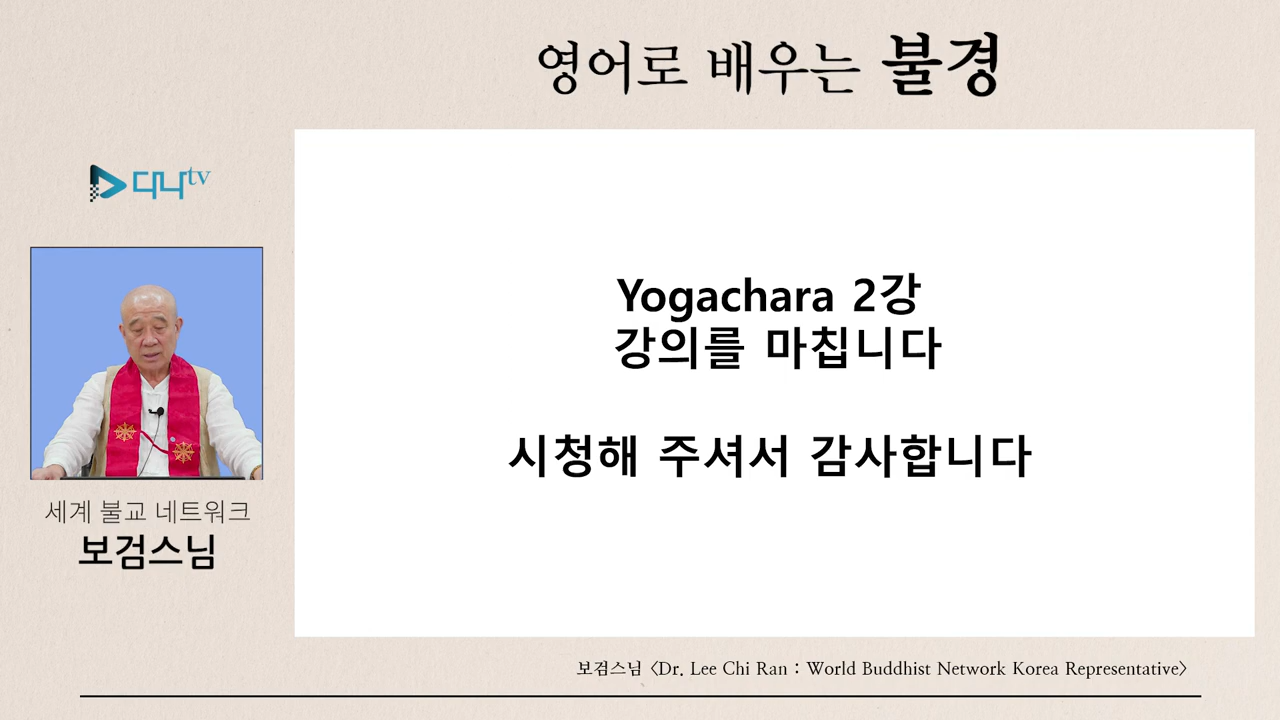 영어로 배우는 불경
디나tv
Yogachara 2강
강의를 마칩니다
시청해 주셔서 감사합니다
세계 불교 네트워크
보검스님
보검스님 <Dr. Lee Chi Ran : World Buddhist Network Korea Representative>